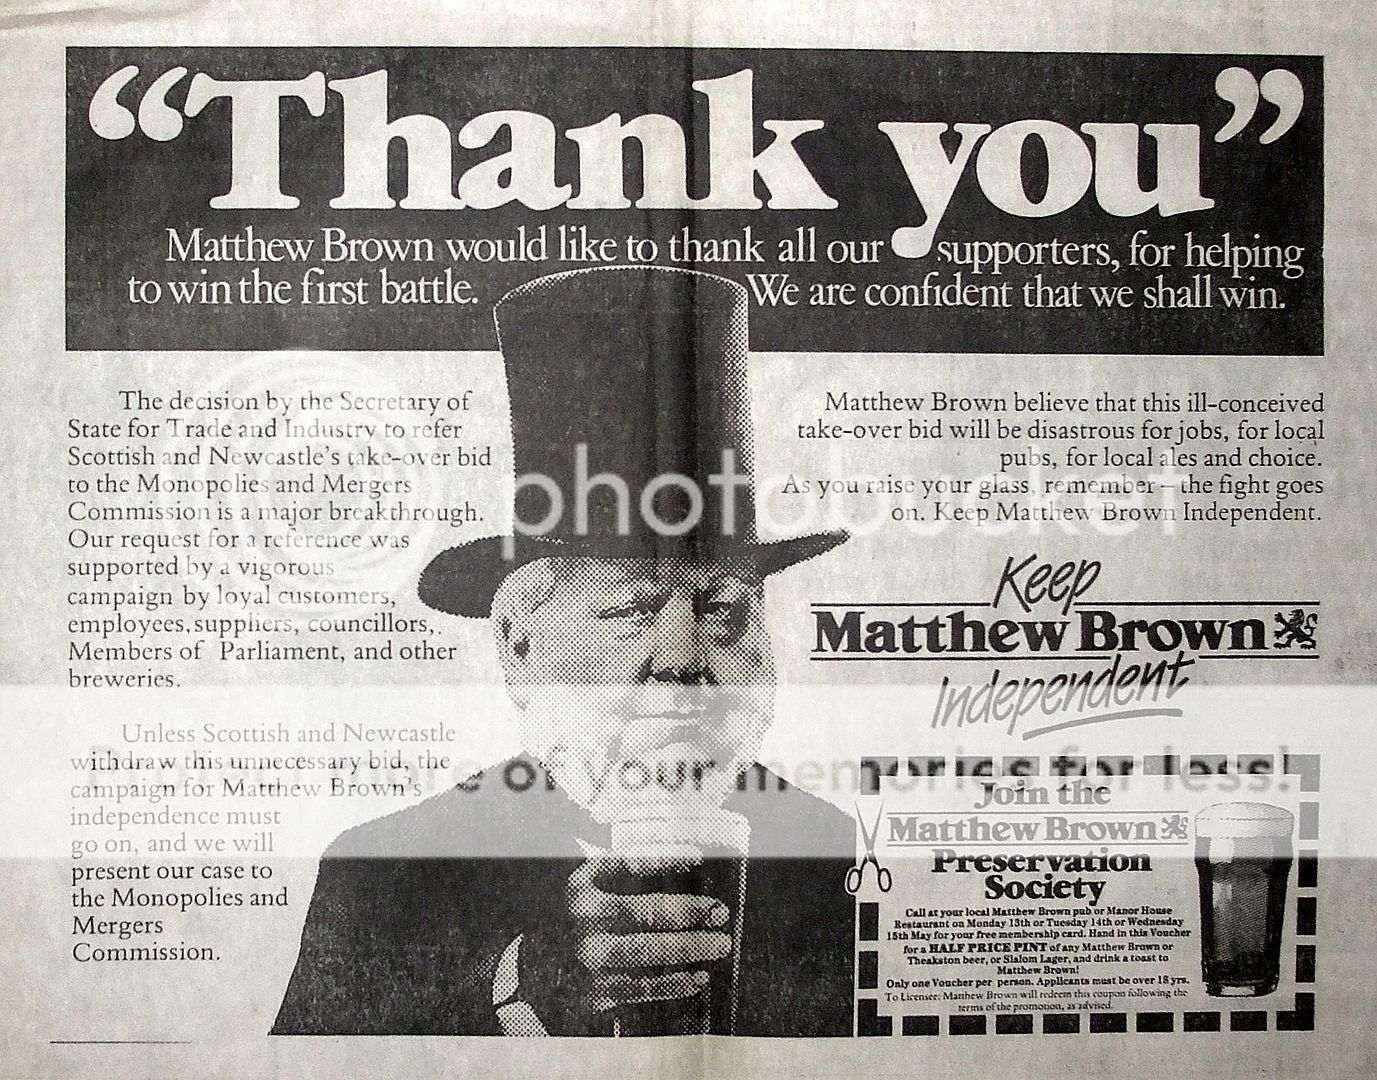 “Thank you”
Matthew Brown would like to thank all our supporters, for helping
to win the first battle. We are confident that we shall win.
The decision by the Secretary of
State for Trade and Industry to refer
Scottish and Newcastle's take-over bid
to the Monopolies and Mergers
Commission is a major breakthrough.
Our request for a reference was
supported by a vigorous
campaign by loyal customers,
employees, suppliers, councillors,
Members of Parliament, and other
breweries.
Unless Scottish and Newcastle
withdraw this unnecessary bid, the
campaign for Matthew Brown's
independence must
go on, and we will
present our case to
the Monopolies and
Mergers
Commission.
Matthew Brown believe that this ill-conceived
take-over bid will be disastrous for jobs, for local
pubs, for local ales and choice.
As you raise your glass, remember – the fight goes
on. Keep Matthew Brown Independent.
Keep
Matthew Brown
Independent
Join the
Matthew Brown
Preservation
Society
Call at your local Matthew Brown pub or Manor House
Restaurant on Monday 13th or Tuesday 14th or Wednesday
15th May for your free membership card. Hand in this Voucher
for a HALF PRICE PINT of any Matthew Brown or
Theakston beer, or Slalom Lager, and drink a toast to
Matthew Brown!
Only one Voucher per person. Applicants must be over 18 yrs.
To Licensee: Matthew Brown will redeem this coupon following the
terms of the promotion, as advised.
photobucket
Protect more of your memories for less!